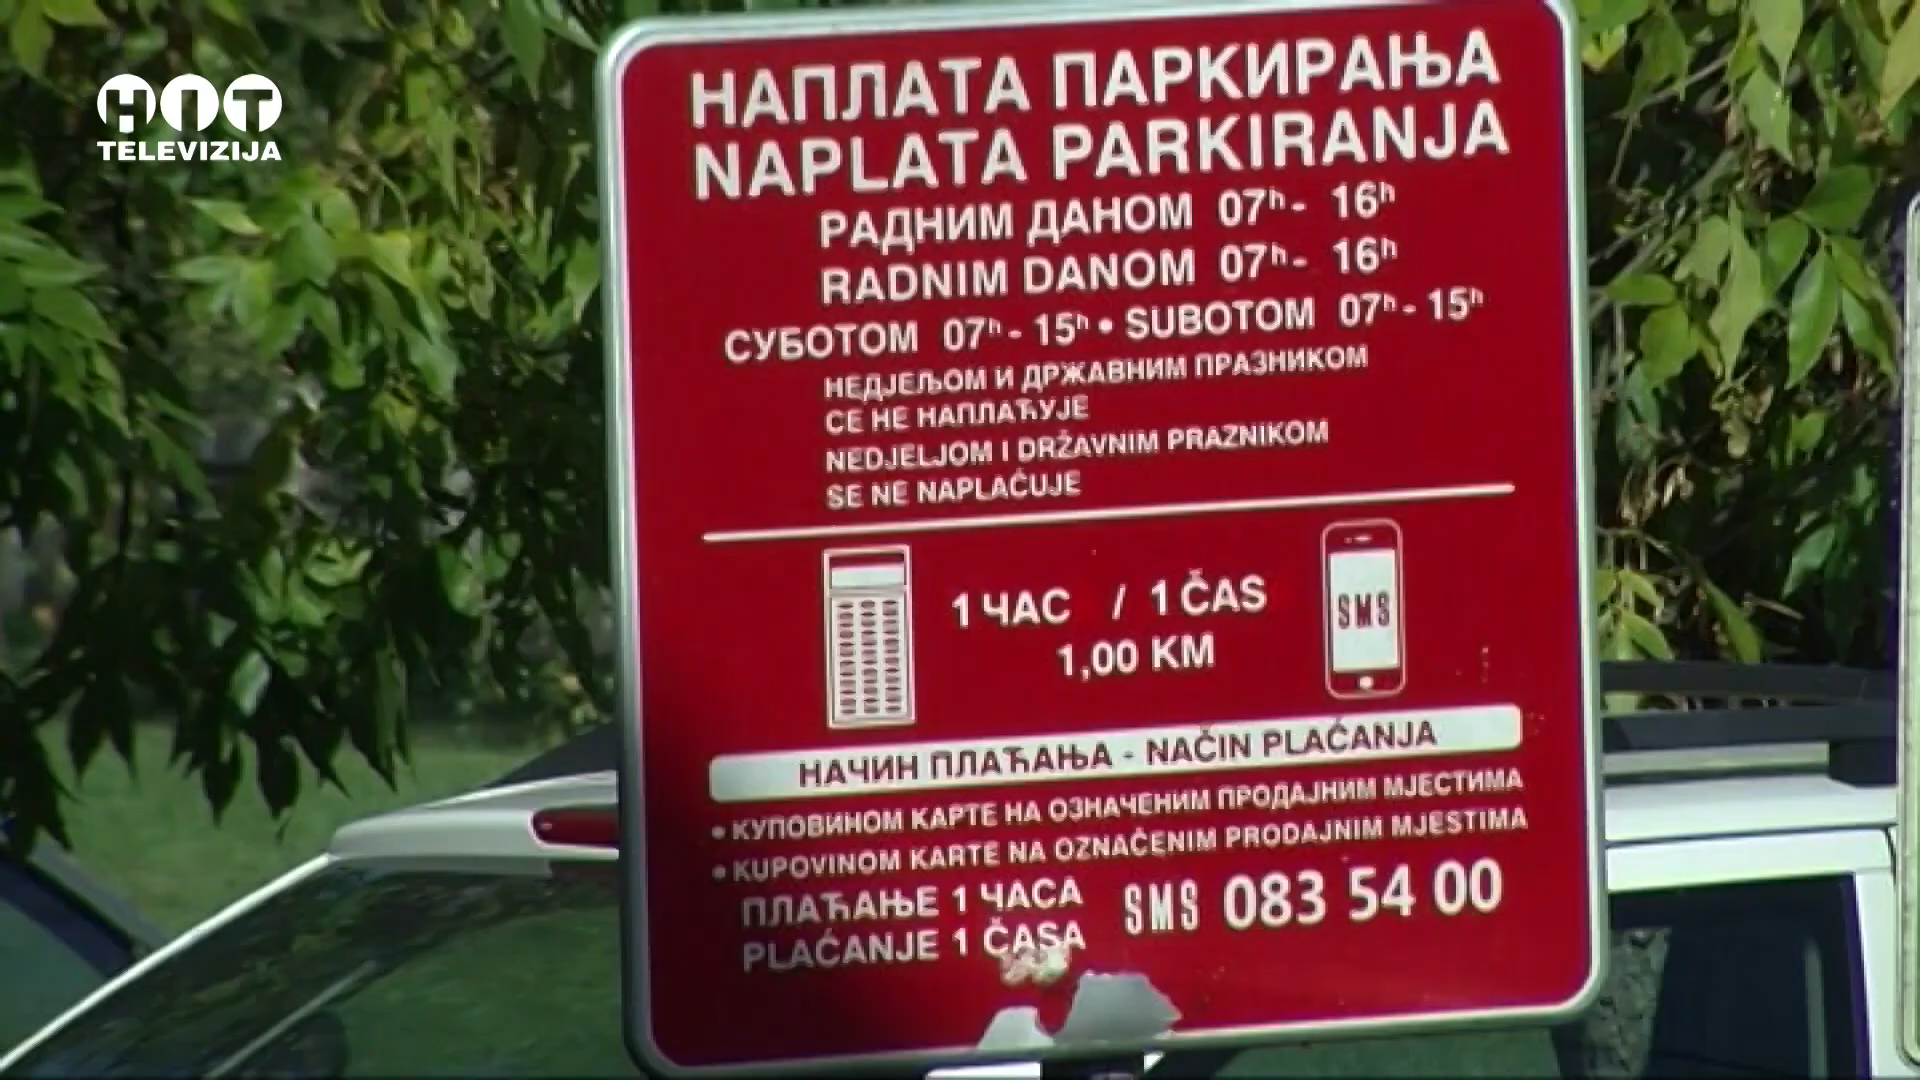 HIT
TELEVIZIJA
НАПЛАТА ПАРКИРАЊА
NAPLATA PARKIRANJA
РАДНИМ ДАНОМ 07h - 16h
RADNIM DANOM 07h - 16h
СУБОТОМ 07h - 15h • SUBOTOM 07h - 15h
НЕДЈЕЉОМ И ДРЖАВНИМ ПРАЗНИКОМ
СЕ НЕ НАПЛАЋУЈЕ
NEDJELJOM I DRŽAVNIM PRAZNIKOM
SE NE NAPLAĆUJE
1 ЧАС / 1 ČAS
1,00 KM
SMS
НАЧИН ПЛАЋАЊА - NAČIN PLAĆANJA
• КУПОВИНОМ КАРТЕ НА ОЗНАЧЕНИМ ПРОДАЈНИМ МЈЕСТИМА
• KUPOVINOM KARTE NA OZNAČENIM PRODAJNIM MJESTIMA
ПЛАЋАЊЕ 1 ЧАСА
PLAĆANJE 1 ČASA
SMS 083 54 00